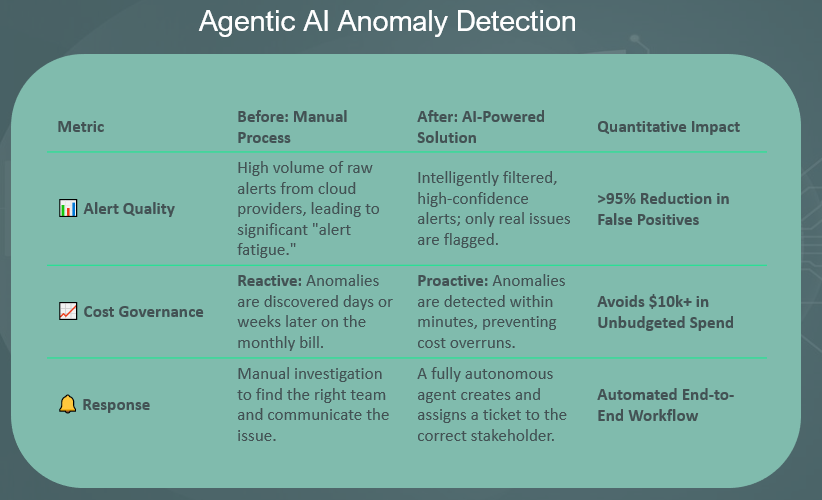 Agentic AI Anomaly Detection
Metric
Before: Manual
Process
After: AI-Powered
Solution
Quantitative Impact
Alert Quality
High volume of raw
alerts from cloud
providers, leading to
significant "alert
fatigue."
Intelligently filtered,
high-confidence
alerts; only real issues
are flagged.
>95% Reduction in
False Positives
Cost Governance
Reactive: Anomalies
are discovered days or
weeks later on the
monthly bill.
Proactive: Anomalies
are detected within
minutes, preventing
cost overruns.
Avoids $10k+ in
Unbudgeted Spend
Response
Manual investigation
to find the right team
and communicate the
issue.
A fully autonomous
agent creates and
assigns a ticket to the
correct stakeholder.
Automated End-to-
End Workflow